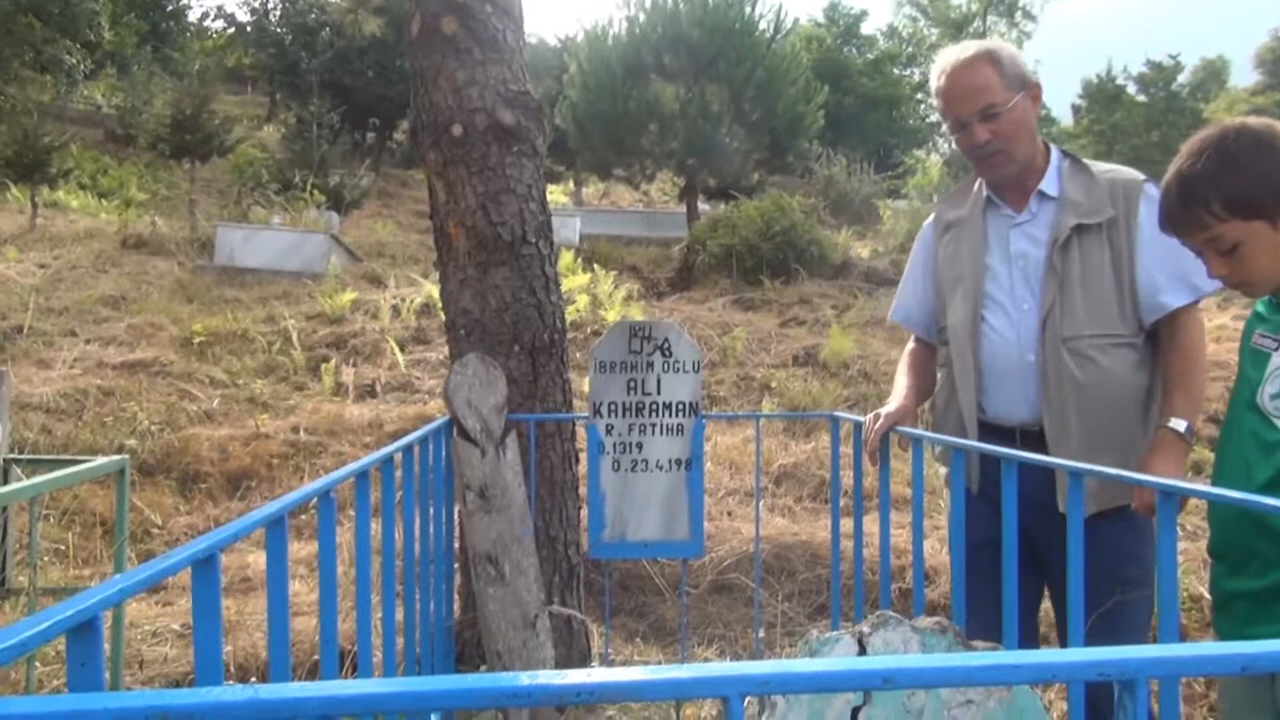 İBRAHİM OĞLU
ALİ
KAHRAMAN
R. FATİHA
D.1319
Ö.23.4.198